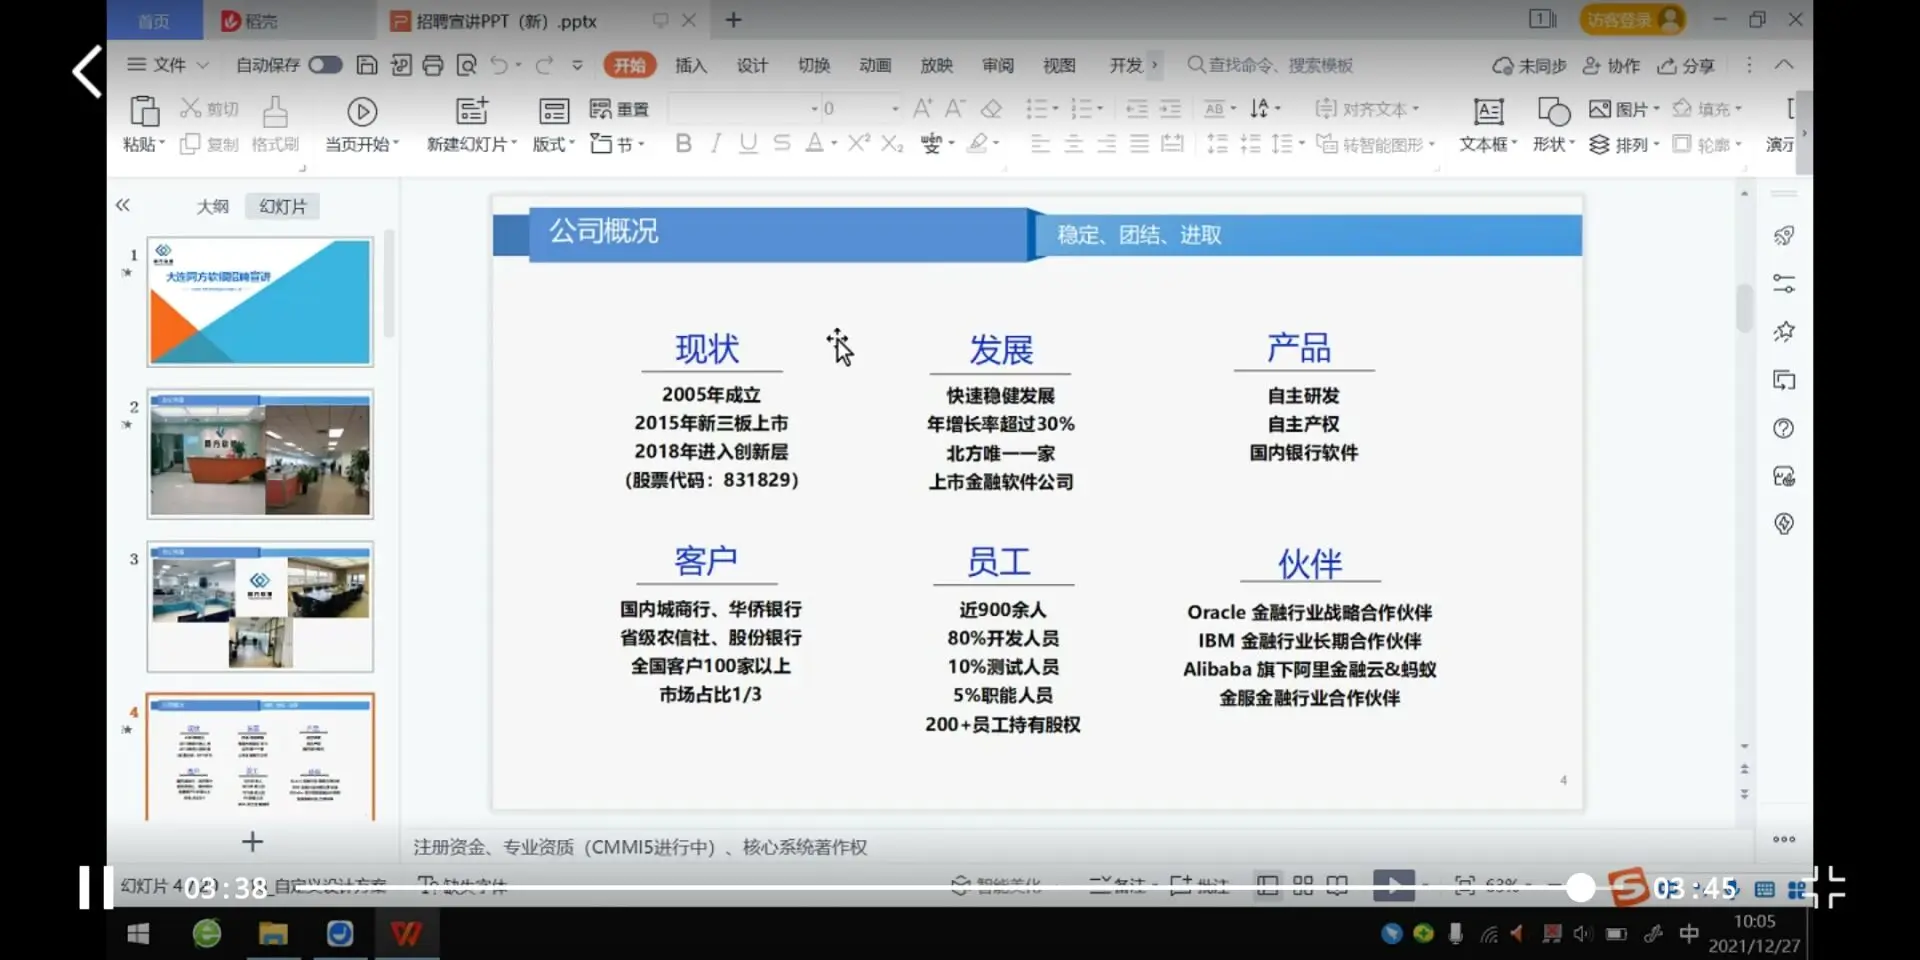 首页
稻壳
招聘宣讲PPT（新）.pptx
访客登录
文件
自动保存
开始
插入
设计
切换
动画
放映
审阅
视图
开发
查找命令、搜索模板
未同步
协作
分享
粘贴
剪切
复制
格式刷
当页开始
新建幻灯片
版式
重置
节
0
对齐文本
转智能图形
文本框
形状
图片
排列
填充
轮廓
演示
大纲
幻灯片
1
2
3
4
公司概况
稳定、团结、进取
现状
2005年成立
2015年新三板上市
2018年进入创新层
（股票代码：831829）
发展
快速稳健发展
年增长率超过30%
北方唯一一家
上市金融软件公司
产品
自主研发
自主产权
国内银行软件
客户
国内城商行、华侨银行
省级农信社、股份银行
全国客户100家以上
市场占比1/3
员工
近900余人
80%开发人员
10%测试人员
5%职能人员
200+员工持有股权
伙伴
Oracle 金融行业战略合作伙伴
IBM 金融行业长期合作伙伴
Alibaba 旗下阿里金融云&蚂蚁
金服金融行业合作伙伴
4
注册资金、专业资质（CMMI5进行中）、核心系统著作权
03:38
自定义设计方案
缺失字体
智能美化
备注
批注
63%
03:45
中
10:05
2021/12/27